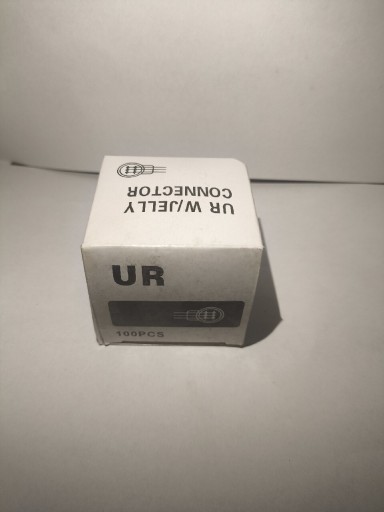 UR W/JELLY
CONNECTOR
UR
100PCS